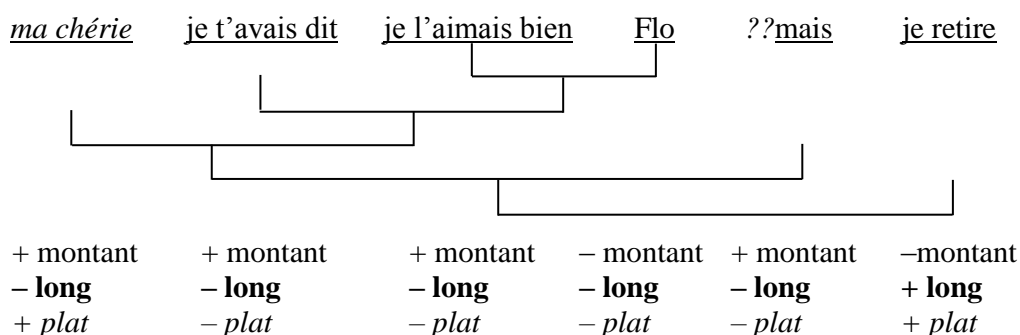 ma chérie je t'avais dit je l'aimais bien Flo ??mais je retire
+ montant + montant + montant – montant + montant –montant
– long – long – long – long – long + long
+ plat – plat – plat – plat – plat + plat